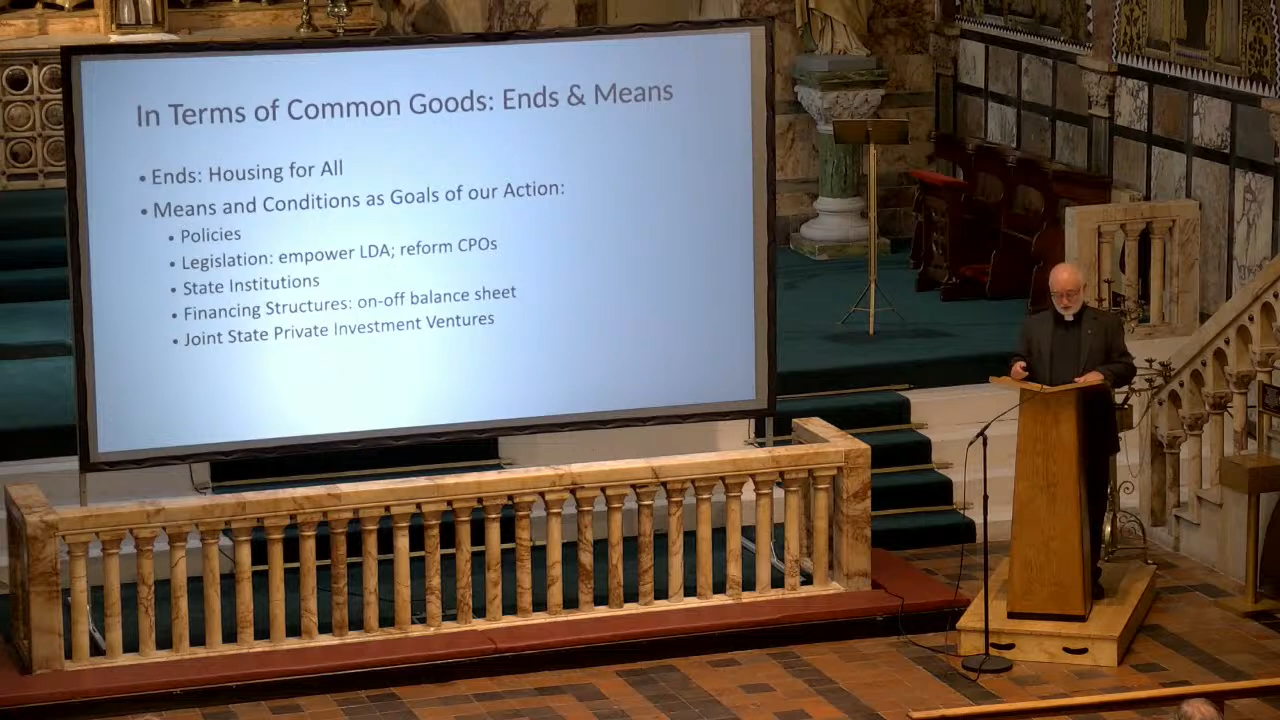 In Terms of Common Goods: Ends & Means
• Ends: Housing for All
• Means and Conditions as Goals of our Action:
• Policies
• Legislation: empower LDA; reform CPOs
• State Institutions
• Financing Structures: on-off balance sheet
• Joint State Private Investment Ventures